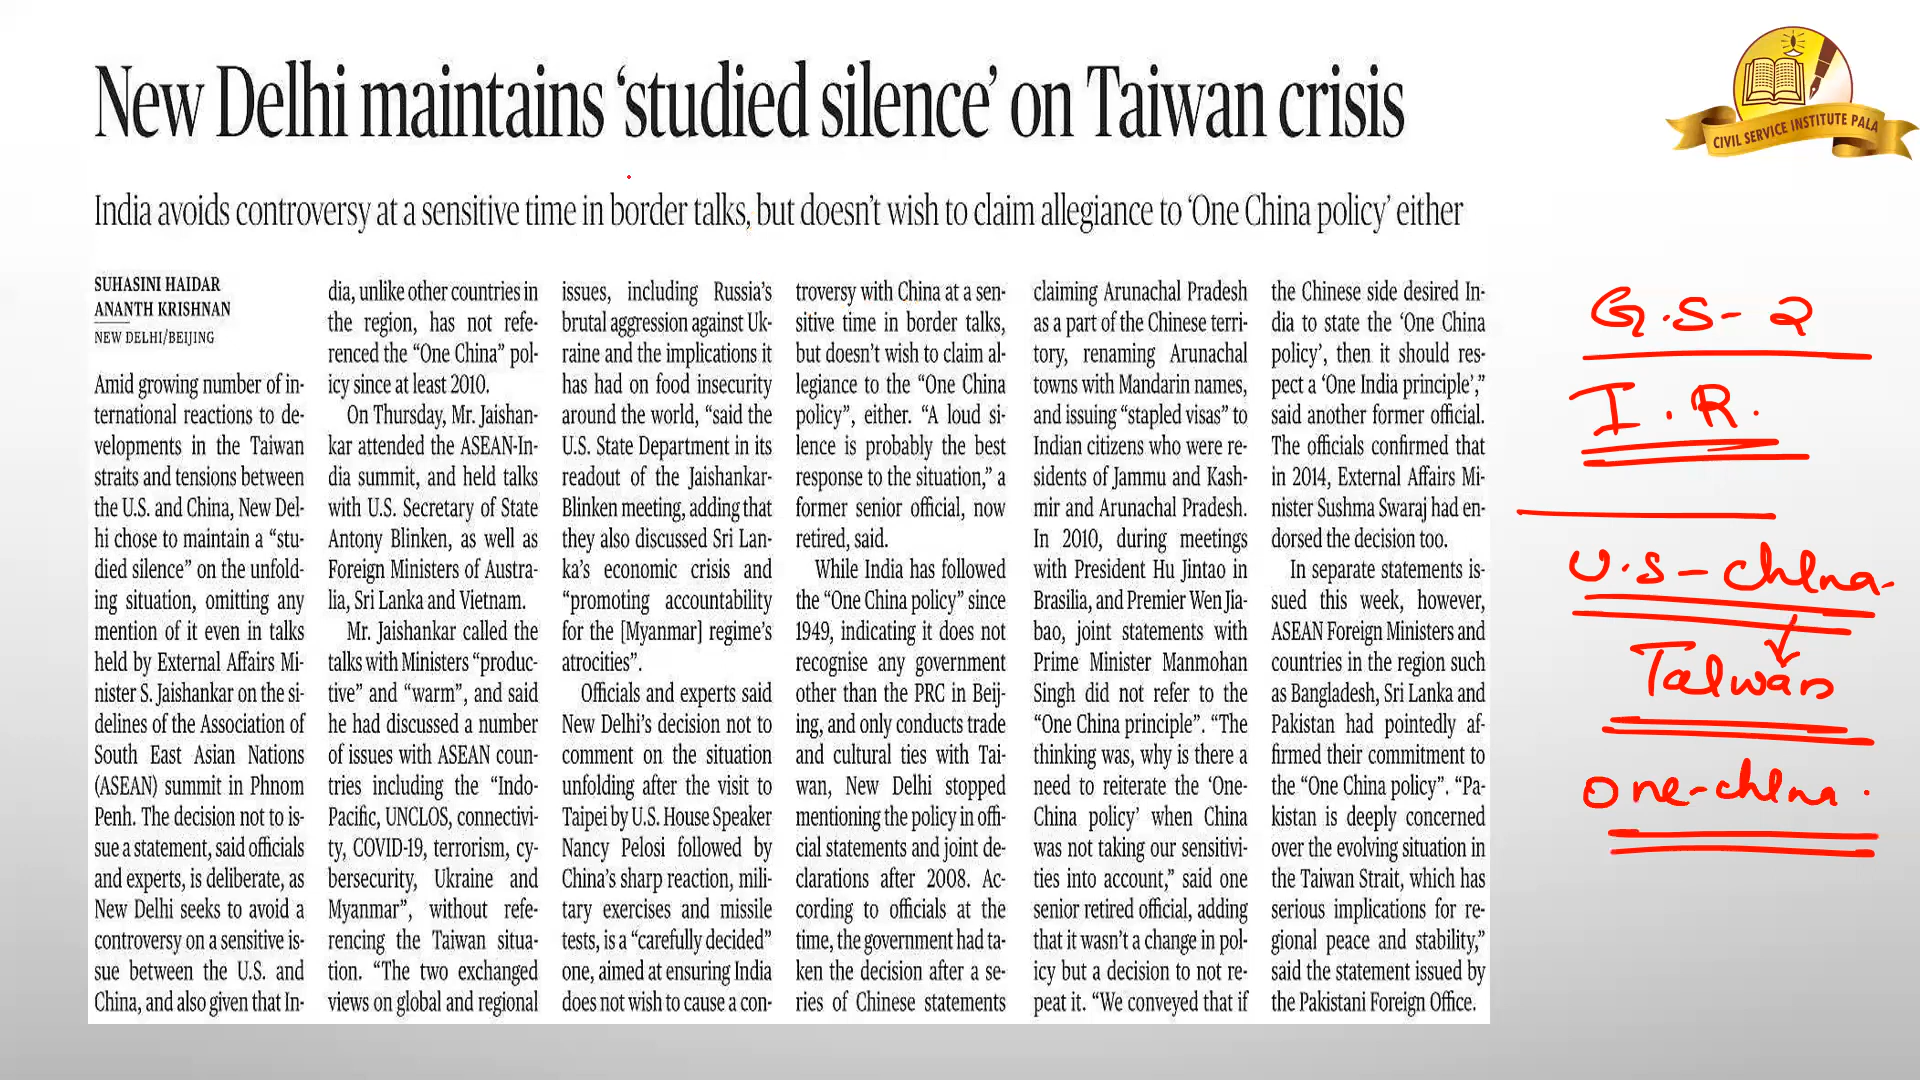 New Delhi maintains ‘studied silence’ on Taiwan crisis
India avoids controversy at a sensitive time in border talks, but doesn’t wish to claim allegiance to ‘One China policy’ either
SUHASINI HAIDAR
ANANTH KRISHNAN
NEW DELHI/BEIJING
Amid growing number of in-
ternational reactions to de-
velopments in the Taiwan
straits and tensions between
the U.S. and China, New Del-
hi chose to maintain a “stu-
died silence” on the unfold-
ing situation, omitting any
mention of it even in talks
held by External Affairs Mi-
nister S. Jaishankar on the si-
delines of the Association of
South East Asian Nations
(ASEAN) summit in Phnom
Penh. The decision not to is-
sue a statement, said officials
and experts, is deliberate, as
New Delhi seeks to avoid a
controversy on a sensitive is-
sue between the U.S. and
China, and also given that In-
dia, unlike other countries in
the region, has not refe-
renced the “One China” pol-
icy since at least 2010.
On Thursday, Mr. Jaishan-
kar attended the ASEAN-In-
dia summit, and held talks
with U.S. Secretary of State
Antony Blinken, as well as
Foreign Ministers of Austra-
lia, Sri Lanka and Vietnam.
Mr. Jaishankar called the
talks with Ministers “produc-
tive” and “warm”, and said
he had discussed a number
of issues with ASEAN coun-
tries including the “Indo-
Pacific, UNCLOS, connectivi-
ty, COVID-19, terrorism, cy-
bersecurity, Ukraine and
Myanmar”, without refe-
rencing the Taiwan situa-
tion. “The two exchanged
views on global and regional
issues, including Russia’s
brutal aggression against Uk-
raine and the implications it
has had on food insecurity
around the world, “said the
U.S. State Department in its
readout of the Jaishankar-
Blinken meeting, adding that
they also discussed Sri Lan-
ka’s economic crisis and
“promoting accountability
for the [Myanmar] regime’s
atrocities”.
Officials and experts said
New Delhi’s decision not to
comment on the situation
unfolding after the visit to
Taipei by U.S. House Speaker
Nancy Pelosi followed by
China’s sharp reaction, mili-
tary exercises and missile
tests, is a “carefully decided”
one, aimed at ensuring India
does not wish to cause a con-
troversy with China at a sen-
sitive time in border talks,
but doesn’t wish to claim al-
legiance to the “One China
policy”, either. “A loud si-
lence is probably the best
response to the situation,” a
former senior official, now
retired, said.
While India has followed
the “One China policy” since
1949, indicating it does not
recognise any government
other than the PRC in Beij-
ing, and only conducts trade
and cultural ties with Tai-
wan, New Delhi stopped
mentioning the policy in offi-
cial statements and joint de-
clarations after 2008. Ac-
cording to officials at the
time, the government had ta-
ken the decision after a se-
ries of Chinese statements
claiming Arunachal Pradesh
as a part of the Chinese terri-
tory, renaming Arunachal
towns with Mandarin names,
and issuing “stapled visas” to
Indian citizens who were re-
sidents of Jammu and Kash-
mir and Arunachal Pradesh.
In 2010, during meetings
with President Hu Jintao in
Brasilia, and Premier Wen Jia-
bao, joint statements with
Prime Minister Manmohan
Singh did not refer to the
“One China principle”. “The
thinking was, why is there a
need to reiterate the ‘One-
China policy’ when China
was not taking our sensitivi-
ties into account,” said one
senior retired official, adding
that it wasn’t a change in pol-
icy but a decision to not re-
peat it. “We conveyed that if
the Chinese side desired In-
dia to state the ‘One China
policy’, then it should res-
pect a ‘One India principle’,”
said another former official.
The officials confirmed that
in 2014, External Affairs Mi-
nister Sushma Swaraj had en-
dorsed the decision too.
In separate statements is-
sued this week, however,
ASEAN Foreign Ministers and
countries in the region such
as Bangladesh, Sri Lanka and
Pakistan had pointedly af-
firmed their commitment to
the “One China policy”. “Pa-
kistan is deeply concerned
over the evolving situation in
the Taiwan Strait, which has
serious implications for re-
gional peace and stability,”
said the statement issued by
the Pakistani Foreign Office.
CIVIL SERVICE INSTITUTE PALA
G.S-2
I.R.
U.S-China-
Taiwan
One-China.